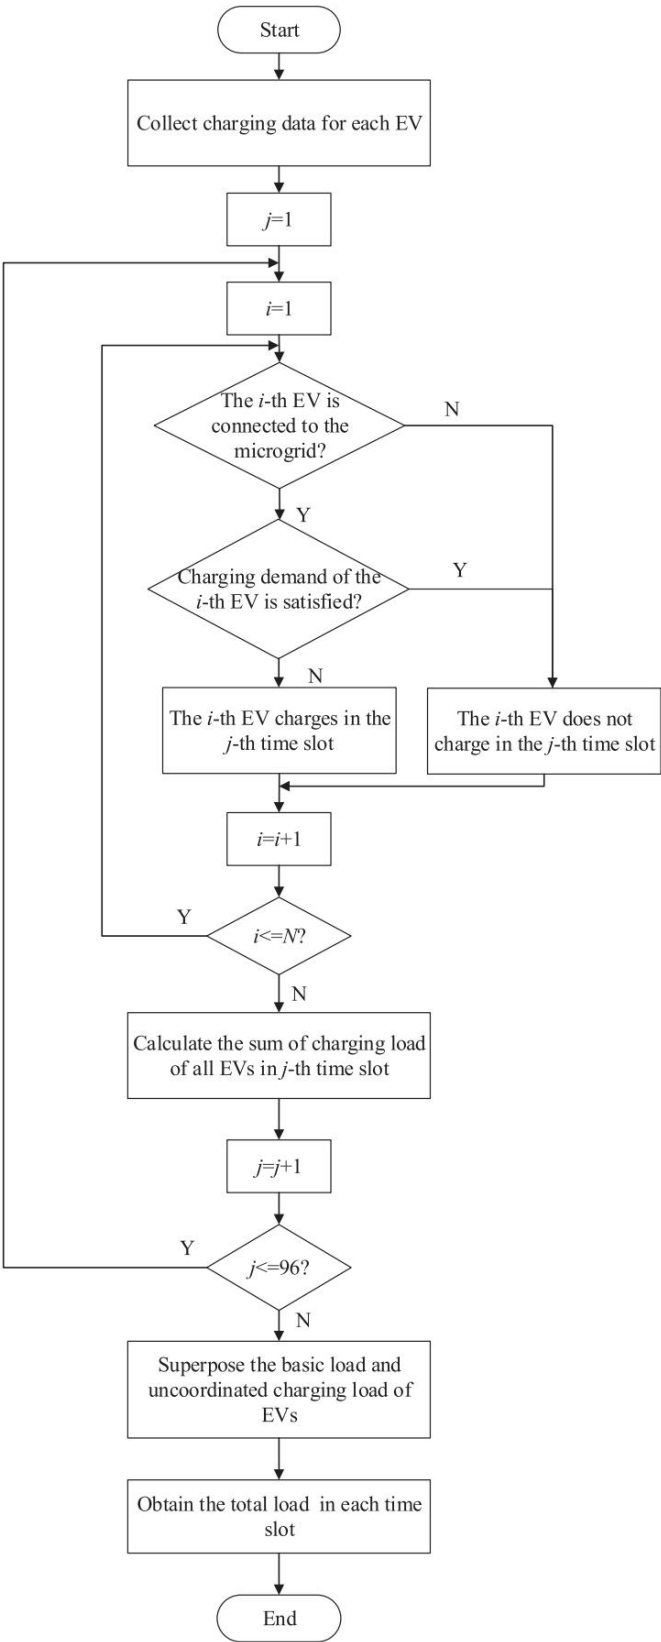 Start
Collect charging data for each EV
j=1
i=1
The i-th EV is
connected to the
microgrid?
N
Y
Charging demand of the
i-th EV is satisfied?
Y
N
The i-th EV charges in the
j-th time slot
The i-th EV does not
charge in the j-th time slot
i=i+1
Y
i<=N?
N
Calculate the sum of charging load
of all EVs in j-th time slot
j=j+1
Y
j<=96?
N
Superpose the basic load and
uncoordinated charging load of
EVs
Obtain the total load in each time
slot
End